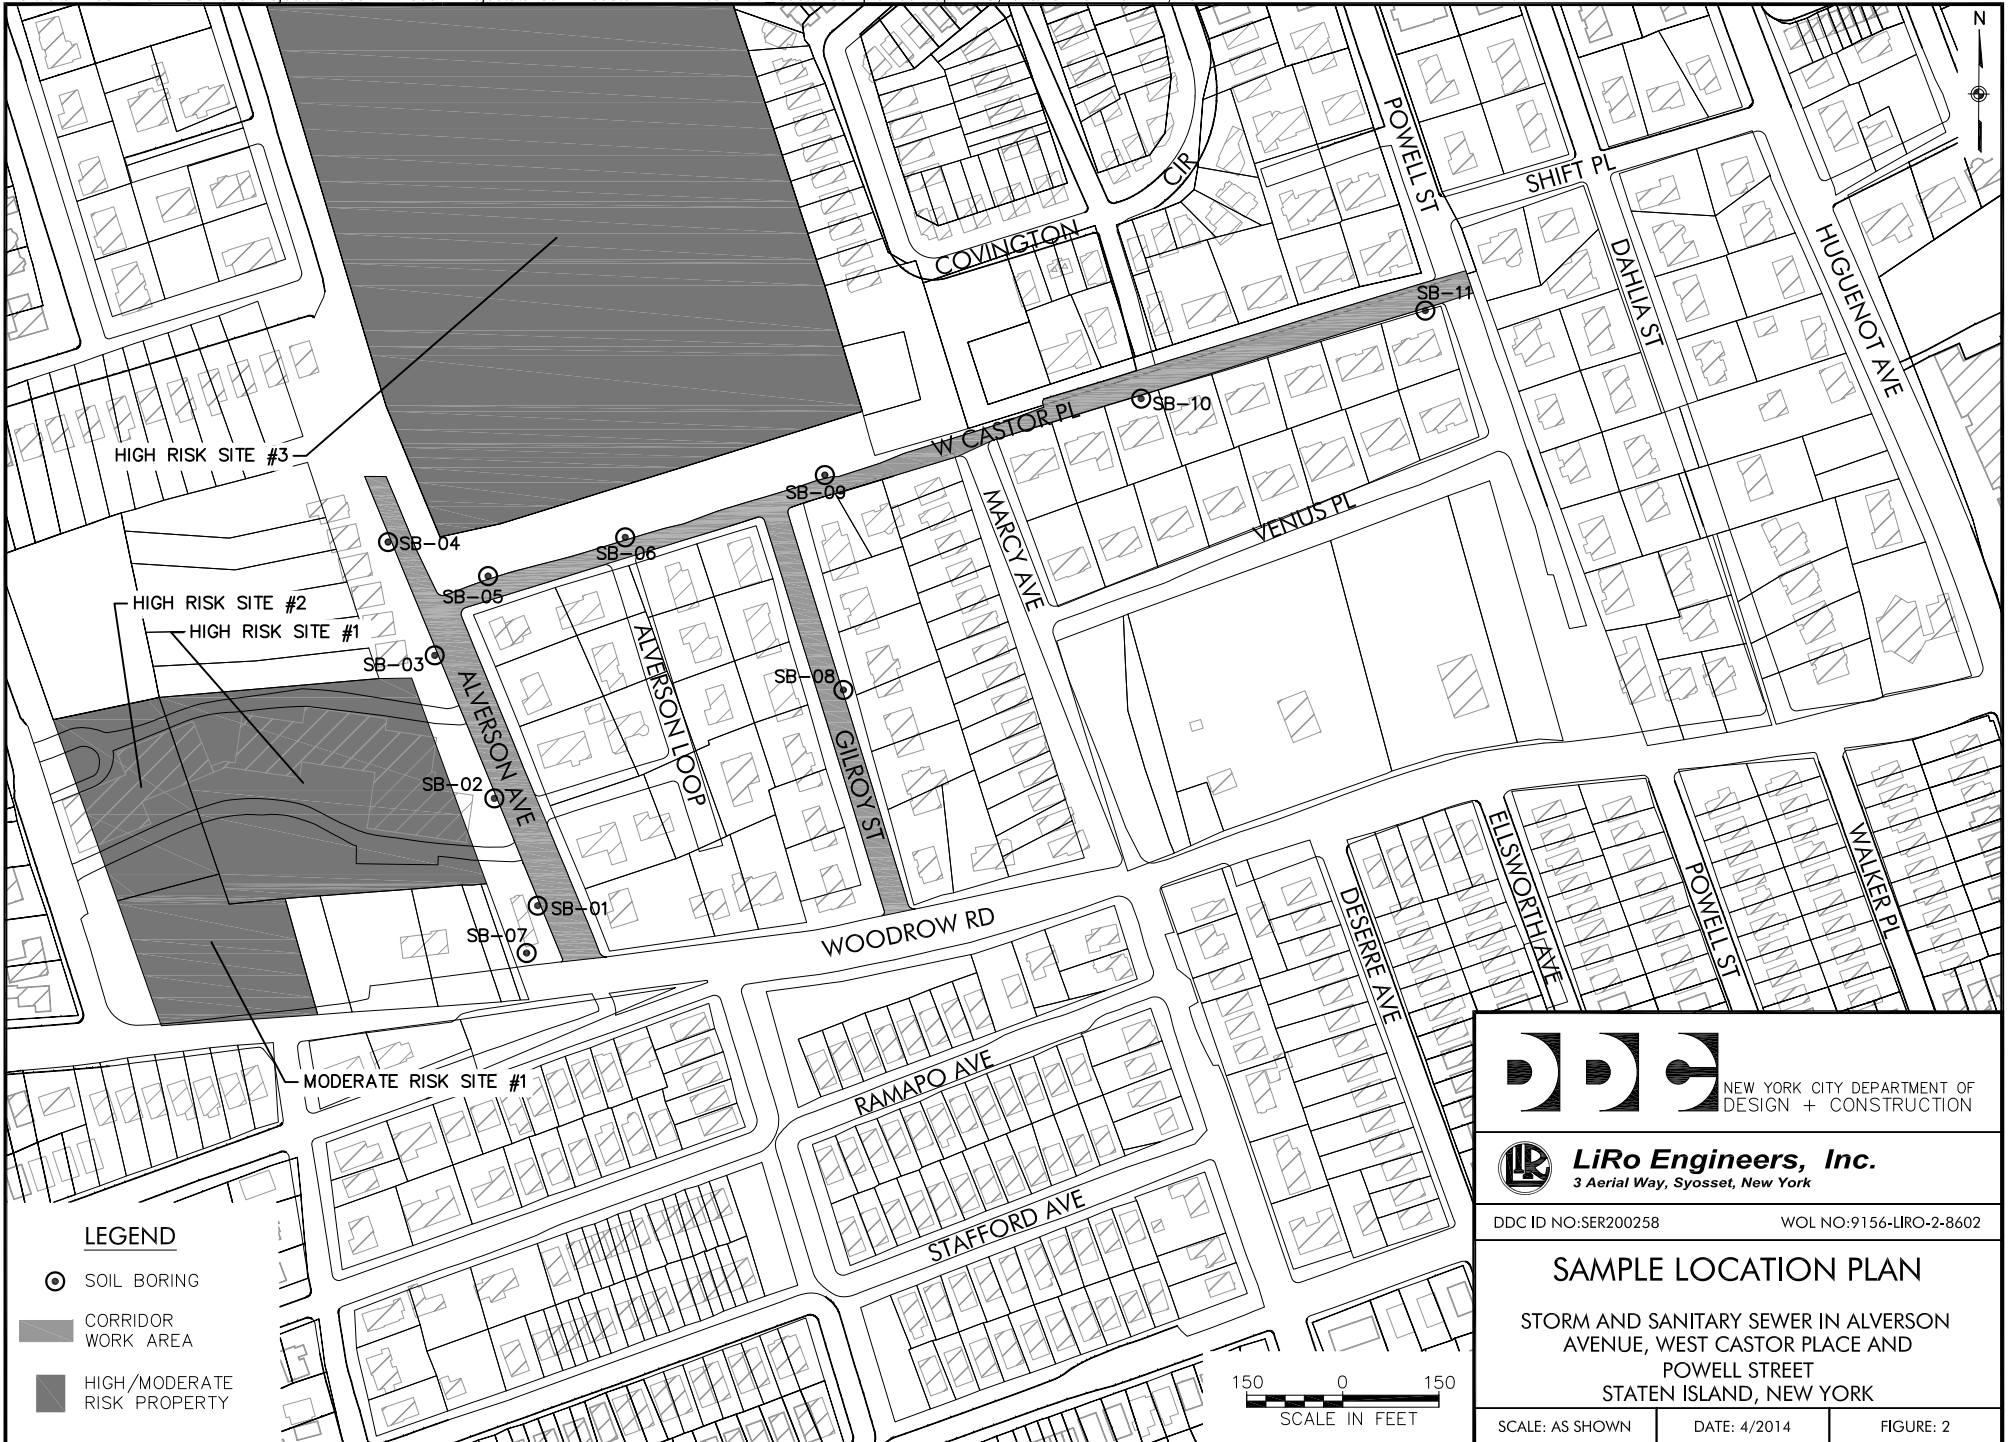 N
POWELL ST
SHIFT PL
CIR
COVINGTON
DAHLIA ST
HUGUENOT AVE
SB-11
SB-10
W CASTOR PL
HIGH RISK SITE #3
SB-09
MARCY AVE
VENUS PL
SB-04
SB-06
SB-05
HIGH RISK SITE #2
HIGH RISK SITE #1
SB-03
ALVERSON AVE
ALVERSON LOOP
SB-08
GILROY ST
SB-02
SB-01
SB-07
WOODROW RD
DESERRE AVE
ELLSWORTH AVE
POWELL ST
WALKER PL
MODERATE RISK SITE #1
RAMAPO AVE
STAFFORD AVE
LEGEND
SOIL BORING
CORRIDOR
WORK AREA
HIGH/MODERATE
RISK PROPERTY
150 0 150
SCALE IN FEET
DDC
NEW YORK CITY DEPARTMENT OF
DESIGN + CONSTRUCTION
LiRo Engineers, Inc.
3 Aerial Way, Syosset, New York
DDC ID NO:SER200258
WOL NO:9156-LIRO-2-8602
SAMPLE LOCATION PLAN
STORM AND SANITARY SEWER IN ALVERSON
AVENUE, WEST CASTOR PLACE AND
POWELL STREET
STATEN ISLAND, NEW YORK
SCALE: AS SHOWN
DATE: 4/2014
FIGURE: 2